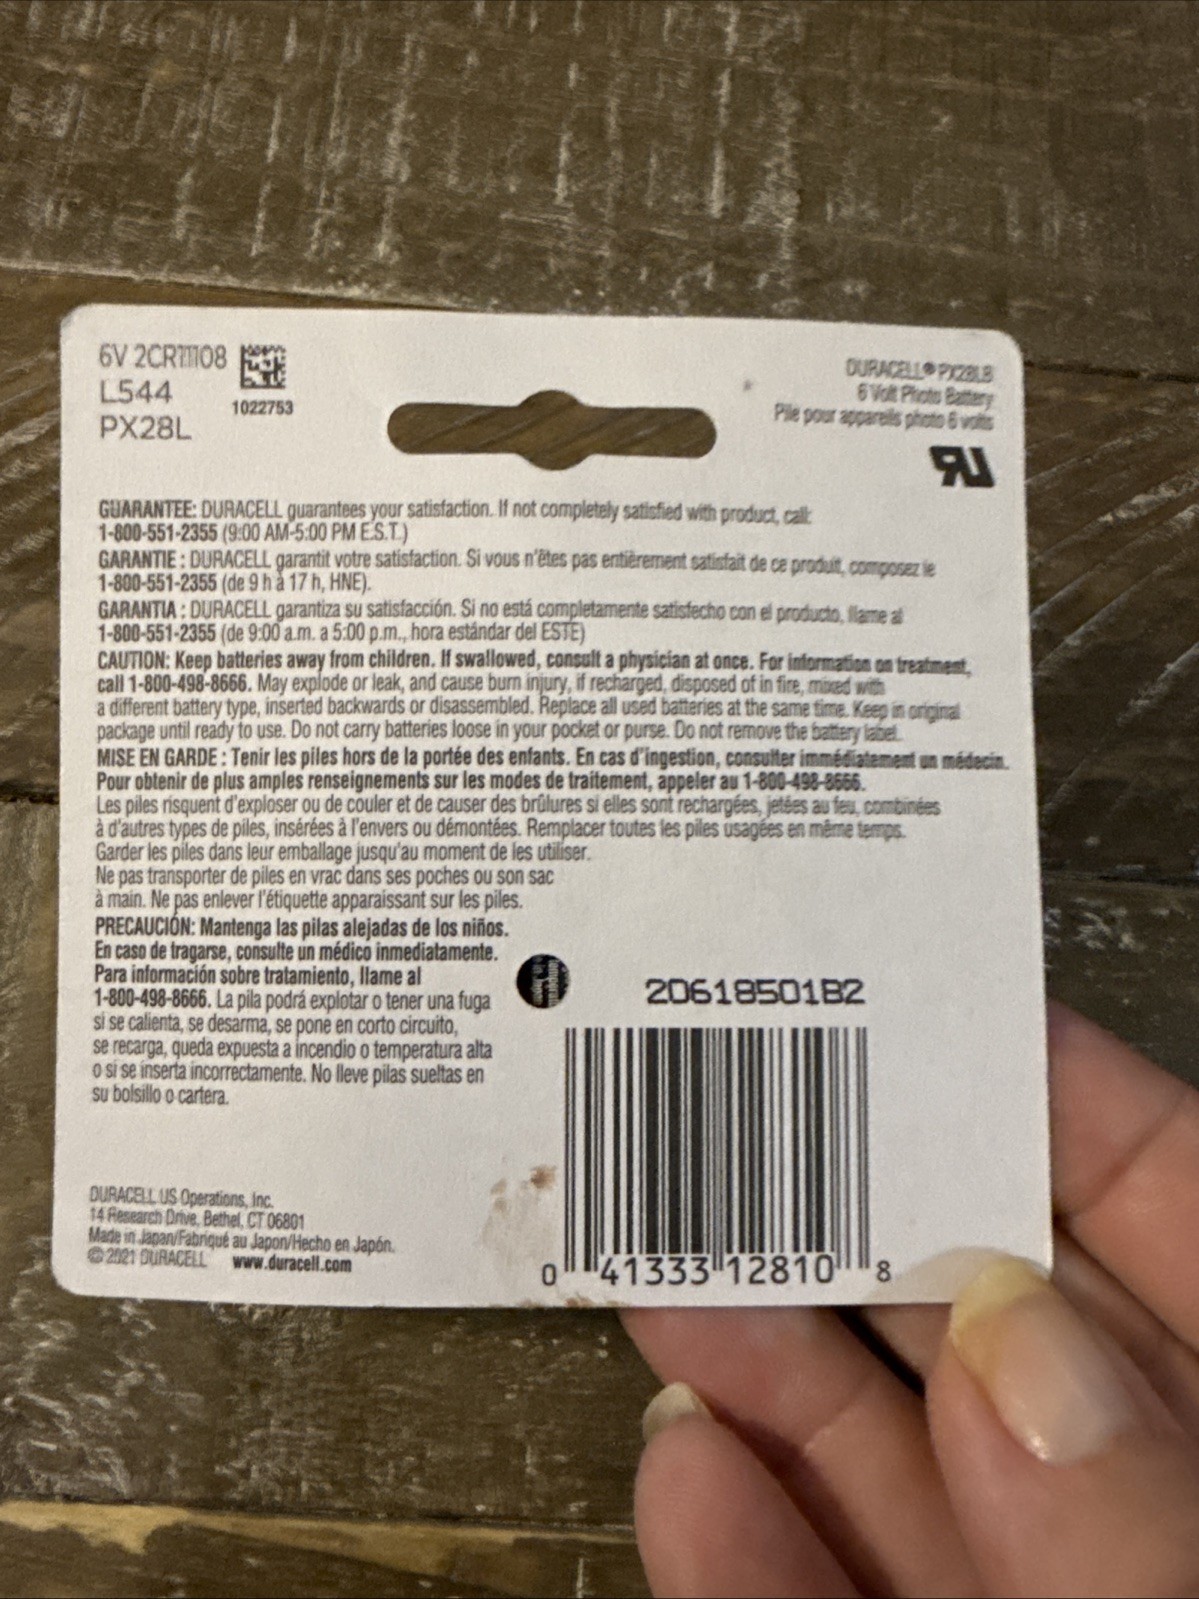 6V 2CR11108
L544
PX28L
1022753
DURACELL® PX28LB
6 Volt Photo Battery
Pile pour appareils photo 6 volts
GUARANTEE: DURACELL guarantees your satisfaction. If not completely satisfied with product, call:
1-800-551-2355 (9:00 AM-5:00 PM E.S.T.)
GARANTIE : DURACELL garantit votre satisfaction. Si vous n'êtes pas entièrement satisfait de ce produit, composez le
1-800-551-2355 (de 9 h à 17 h, HNE).
GARANTIA : DURACELL garantiza su satisfacción. Si no está completamente satisfecho con el producto, llame al
1-800-551-2355 (de 9:00 a.m. a 5:00 p.m., hora estándar del ESTE)
CAUTION: Keep batteries away from children. If swallowed, consult a physician at once. For information on treatment,
call 1-800-498-8666. May explode or leak, and cause burn injury, if recharged, disposed of in fire, mixed with
a different battery type, inserted backwards or disassembled. Replace all used batteries at the same time. Keep in original
package until ready to use. Do not carry batteries loose in your pocket or purse. Do not remove the battery label.
MISE EN GARDE : Tenir les piles hors de la portée des enfants. En cas d'ingestion, consulter immédiatement un médecin.
Pour obtenir de plus amples renseignements sur les modes de traitement, appeler au 1-800-498-8666.
Les piles risquent d'exploser ou de couler et de causer des brûlures si elles sont rechargées, jetées au feu, combinées
à d'autres types de piles, insérées à l'envers ou démontées. Remplacer toutes les piles usagées en même temps.
Garder les piles dans leur emballage jusqu'au moment de les utiliser.
Ne pas transporter de piles en vrac dans ses poches ou son sac
à main. Ne pas enlever l'étiquette apparaissant sur les piles.
PRECAUCIÓN: Mantenga las pilas alejadas de los niños.
En caso de tragarse, consulte un médico inmediatamente.
Para información sobre tratamiento, llame al
1-800-498-8666. La pila podrá explotar o tener una fuga
si se calienta, se desarma, se pone en corto circuito,
se recarga, queda expuesta a incendio o temperatura alta
o si se inserta incorrectamente. No lleve pilas sueltas en
su bolsillo o cartera.
20618501B2
DURACELL US Operations, Inc.
14 Research Drive, Bethel, CT 06801
Made in Japan/Fabriqué au Japon/Hecho en Japón.
© 2021 DURACELL www.duracell.com
0 41333 12810 8